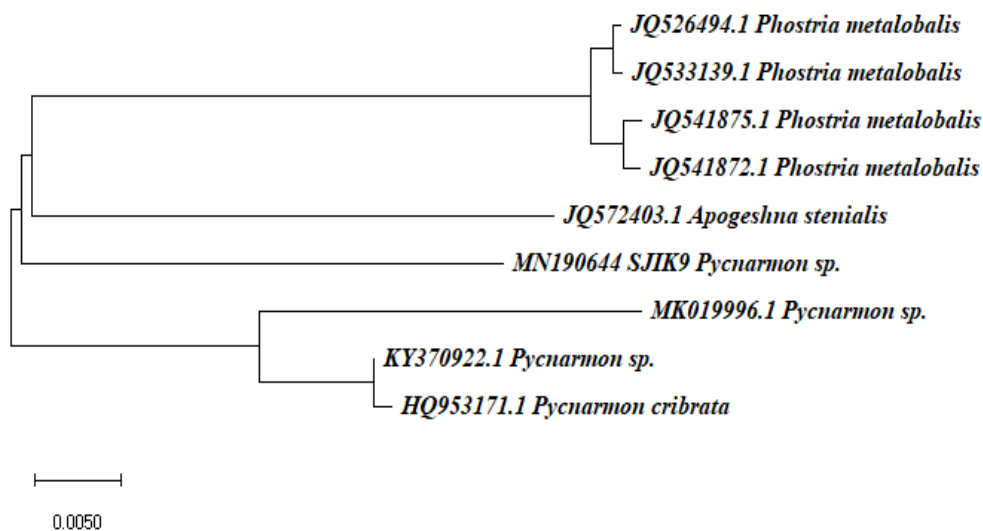 JQ526494.1 Phostria metalobalis
JQ533139.1 Phostria metalobalis
JQ541875.1 Phostria metalobalis
JQ541872.1 Phostria metalobalis
JQ572403.1 Apogeshna stenialis
MN190644 SJIK9 Pycnarmon sp.
MK019996.1 Pycnarmon sp.
KY370922.1 Pycnarmon sp.
HQ953171.1 Pycnarmon cribrata
0.0050